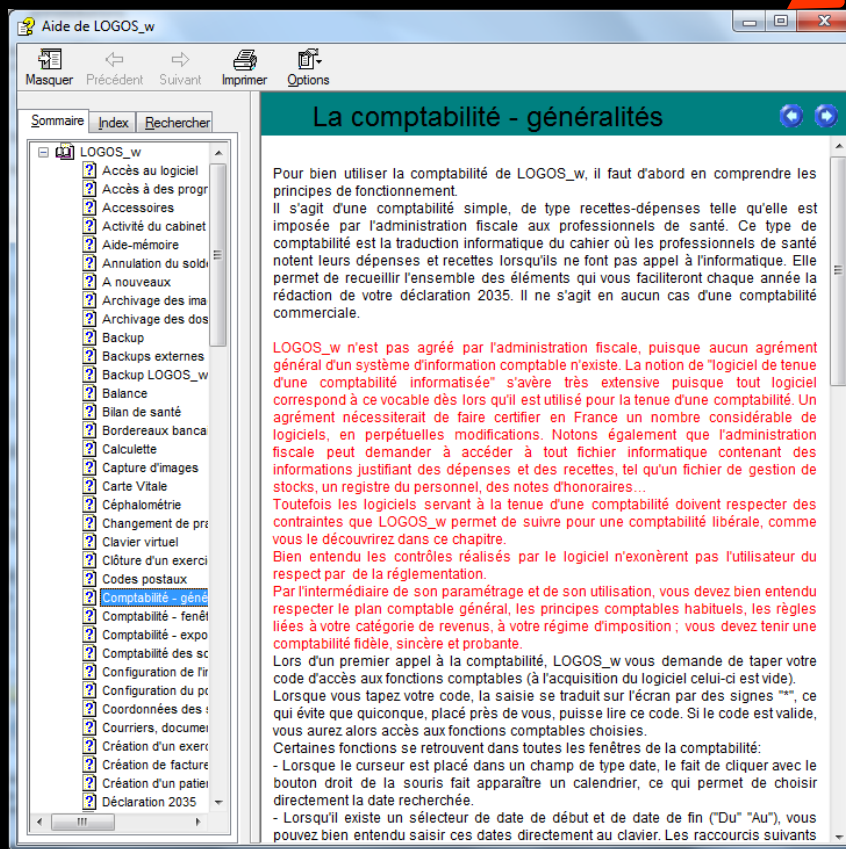 Aide de LOGOS_w
Masquer Précédent Suivant Imprimer Options
Sommaire Index Rechercher
LOGOS_w
Accès au logiciel
Accès à des progr
Accessoires
Activité du cabinet
Aide-mémoire
Annulation du sold
A nouveaux
Archivage des ima
Archivage des dos
Backup
Backups externes
Backup LOGOS_w
Balance
Bilan de santé
Bordereaux banca
Calculette
Capture d'images
Carte Vitale
Céphalométrie
Changement de pra
Clavier virtuel
Clôture d'un exerci
Codes postaux
Comptabilité - géné
Comptabilité - fenêt
Comptabilité - expo
Comptabilité des so
Configuration de l'i
Configuration du po
Coordonnées des
Courriers, documer
Création d'un exerc
Création de facture
Création d'un patie
Déclaration 2035
La comptabilité - généralités
Pour bien utiliser la comptabilité de LOGOS_w, il faut d'abord en comprendre les
principes de fonctionnement.
Il s'agit d'une comptabilité simple, de type recettes-dépenses telle qu'elle est
imposée par l'administration fiscale aux professionnels de santé. Ce type de
comptabilité est la traduction informatique du cahier où les professionnels de santé
notent leurs dépenses et recettes lorsqu'ils ne font pas appel à l'informatique. Elle
permet de recueillir l'ensemble des éléments qui vous faciliteront chaque année la
rédaction de votre déclaration 2035. Il ne s'agit en aucun cas d'une comptabilité
commerciale.
LOGOS_w n'est pas agréé par l'administration fiscale, puisque aucun agrément
général d'un système d'information comptable n'existe. La notion de "logiciel de tenue
d'une comptabilité informatisée" s'avère très extensive puisque tout logiciel
correspond à ce vocable dès lors qu'il est utilisé pour la tenue d'une comptabilité. Un
agrément nécessiterait de faire certifier en France un nombre considérable de
logiciels, en perpétuelles modifications. Notons également que l'administration
fiscale peut demander à accéder à tout fichier informatique contenant des
informations justifiant des dépenses et des recettes, tel qu'un fichier de gestion de
stocks, un registre du personnel, des notes d'honoraires...
Toutefois les logiciels servant à la tenue d'une comptabilité doivent respecter des
contraintes que LOGOS_w permet de suivre pour une comptabilité libérale, comme
vous le découvrirez dans ce chapitre.
Bien entendu les contrôles réalisés par le logiciel n'exonèrent pas l'utilisateur du
respect par de la réglementation.
Par l'intermédiaire de son paramétrage et de son utilisation, vous devez bien entendu
respecter le plan comptable général, les principes comptables habituels, les règles
liées à votre catégorie de revenus, à votre régime d'imposition ; vous devez tenir une
comptabilité fidèle, sincère et probante.
Lors d'un premier appel à la comptabilité, LOGOS_w vous demande de taper votre
code d'accès aux fonctions comptables (à l'acquisition du logiciel celui-ci est vide).
Lorsque vous tapez votre code, la saisie se traduit sur l'écran par des signes "*", ce
qui évite que quiconque, placé près de vous, puisse lire ce code. Si le code est valide,
vous aurez alors accès aux fonctions comptables choisies.
Certaines fonctions se retrouvent dans toutes les fenêtres de la comptabilité:
- Lorsque le curseur est placé dans un champ de type date, le fait de cliquer avec le
bouton droit de la souris fait apparaître un calendrier, ce qui permet de choisir
directement la date recherchée.
- Lorsqu'il existe un sélecteur de date de début et de date de fin ("Du" "Au"), vous
pouvez bien entendu saisir ces dates directement au clavier. Les raccourcis suivants